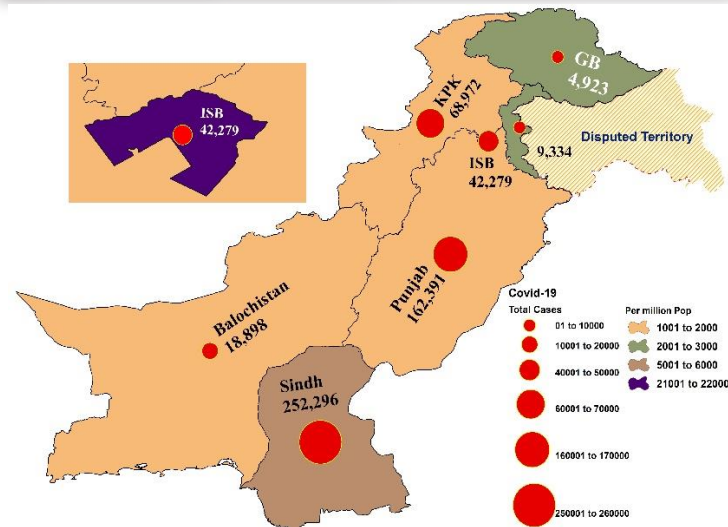 ISB
42,279
KPK
68,972
GB
4,923
Disputed Territory
9,334
ISB
42,279
Punjab
162,391
Balochistan
18,898
Sindh
252,296
Covid-19
Total Cases
01 to 10000
10001 to 20000
40001 to 50000
60001 to 70000
160001 to 170000
250001 to 260000
Per million Pop
1001 to 2000
2001 to 3000
5001 to 6000
21001 to 22000